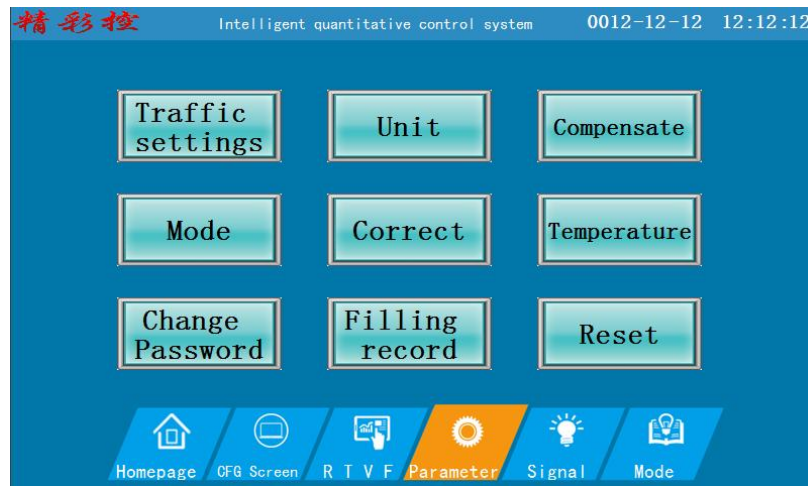 精彩控 Intelligent quantitative control system 0012-12-12 12:12:12
Traffic settings
Unit
Compensate
Mode
Correct
Temperature
Change Password
Filling record
Reset
Homepage
CFG Screen
R T V F
Parameter
Signal
Mode